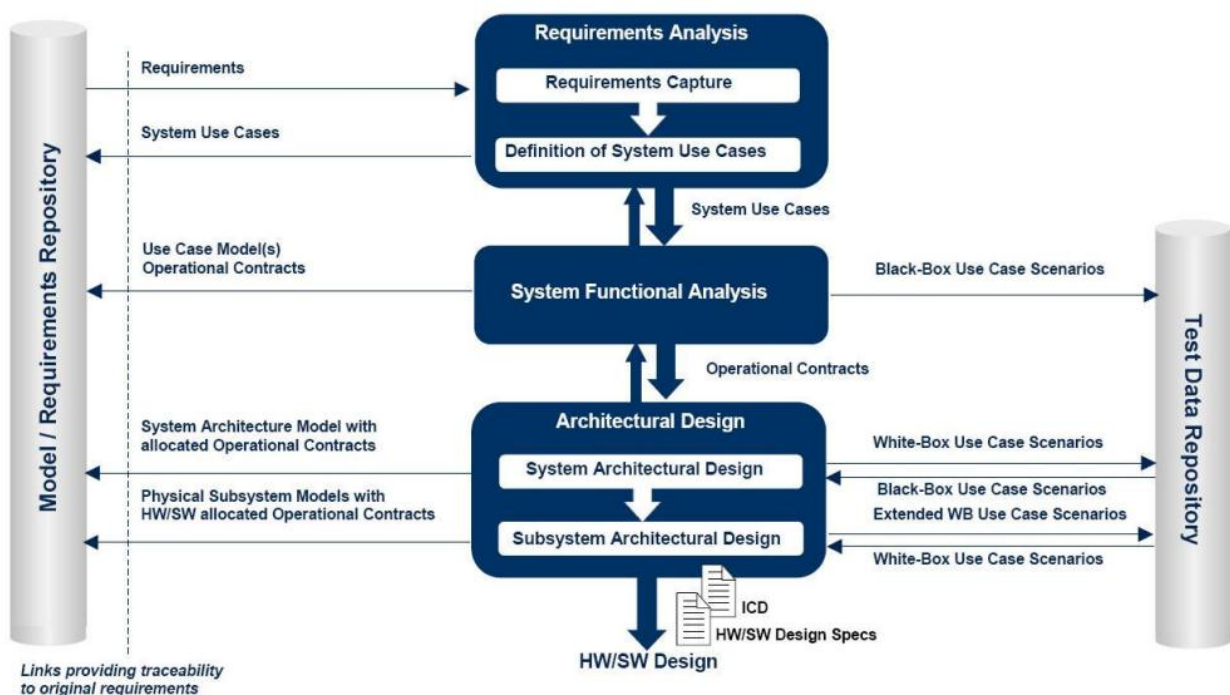 Requirements Analysis
Requirements
Requirements Capture
System Use Cases
Definition of System Use Cases
System Use Cases
Model / Requirements Repository
Use Case Model(s)
Operational Contracts
System Functional Analysis
Black-Box Use Case Scenarios
Test Data Repository
Operational Contracts
Architectural Design
System Architecture Model with
allocated Operational Contracts
System Architectural Design
White-Box Use Case Scenarios
Black-Box Use Case Scenarios
Physical Subsystem Models with
HW/SW allocated Operational Contracts
Subsystem Architectural Design
Extended WB Use Case Scenarios
White-Box Use Case Scenarios
ICD
HW/SW Design Specs
HW/SW Design
Links providing traceability
to original requirements